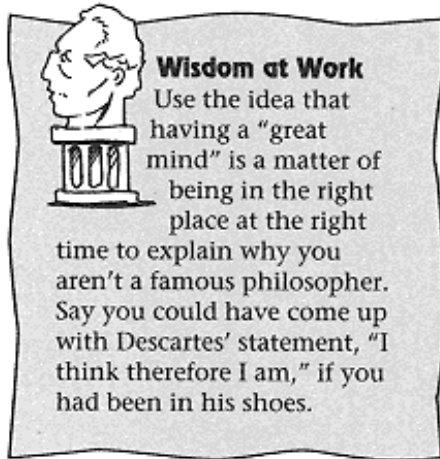 Wisdom at Work
Use the idea that
having a “great
mind” is a matter of
being in the right
place at the right
time to explain why you
aren’t a famous philosopher.
Say you could have come up
with Descartes’ statement, “I
think therefore I am,” if you
had been in his shoes.